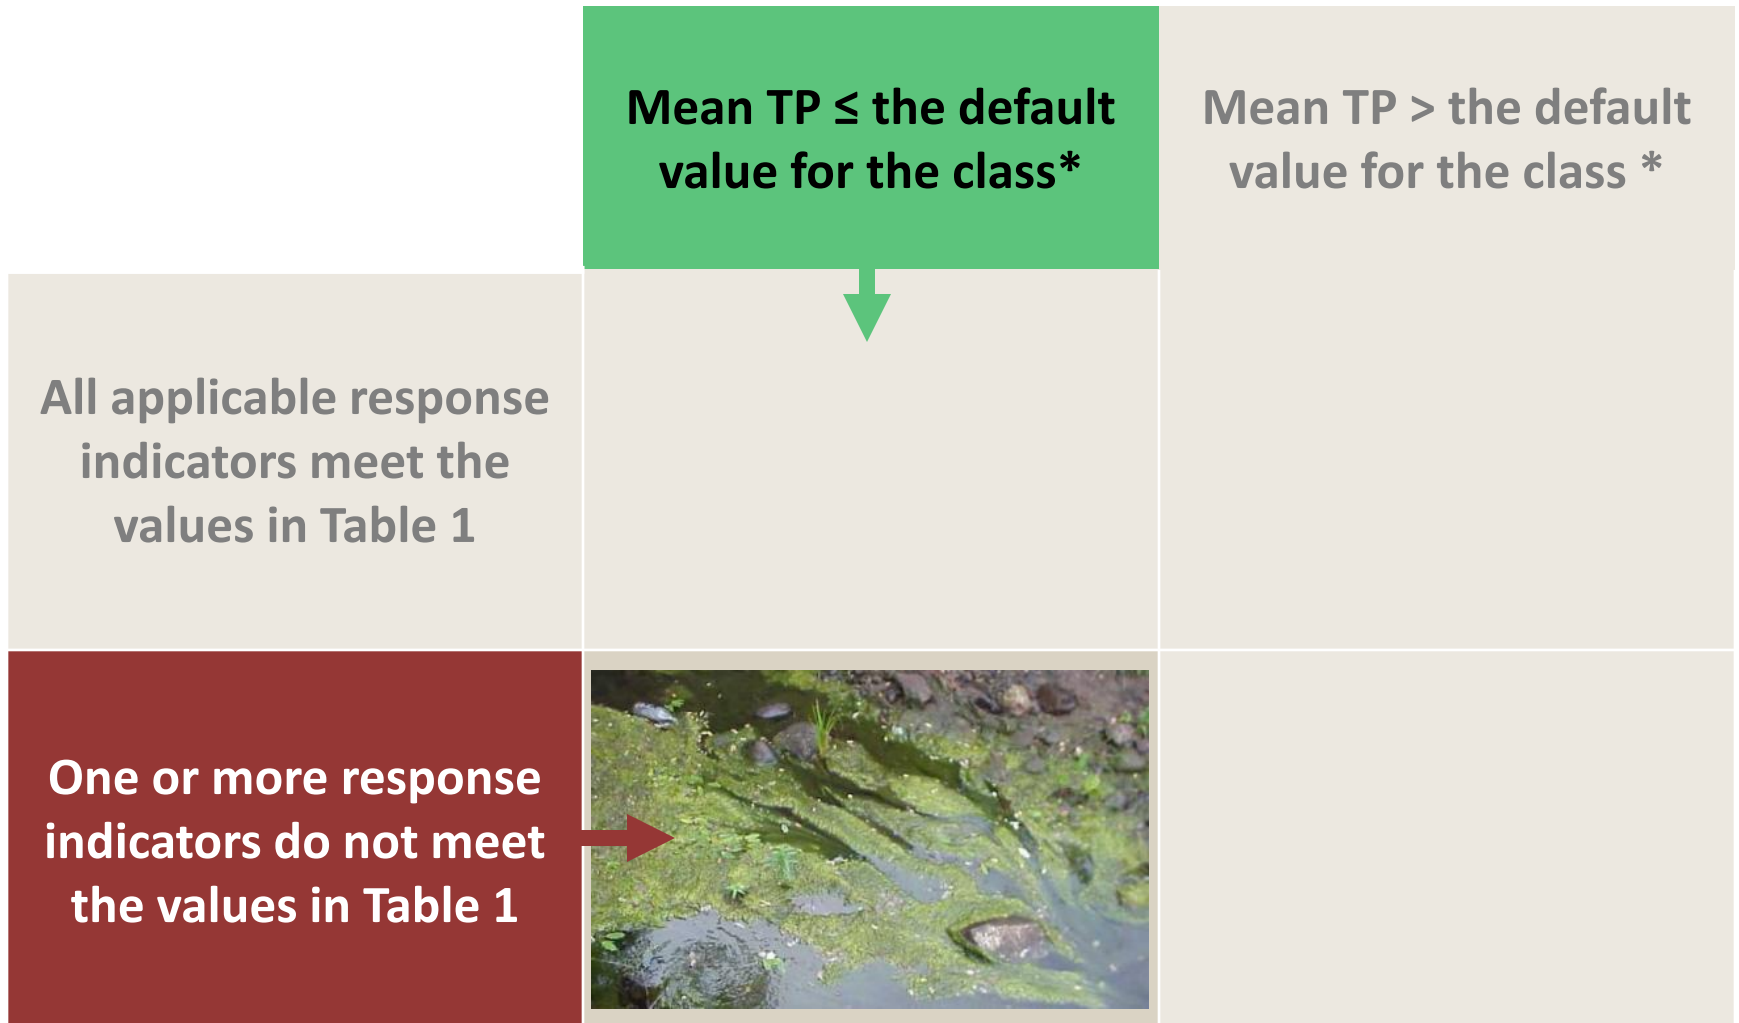 Mean TP ≤ the default
value for the class*
Mean TP > the default
value for the class *
All applicable response
indicators meet the
values in Table 1
One or more response
indicators do not meet
the values in Table 1